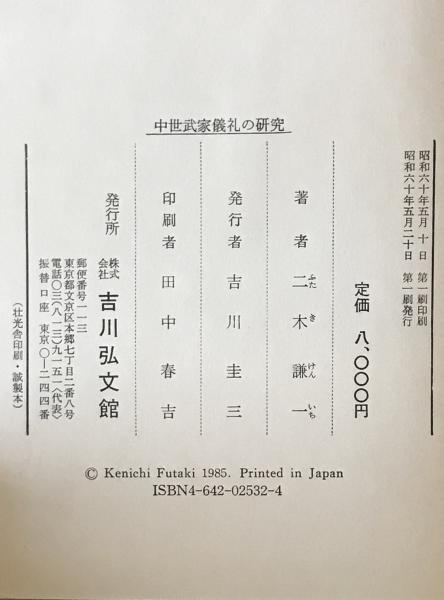 中世武家儀礼の研究
昭和六十年五月 十 日 第一刷印刷
昭和六十年五月二十日 第一刷発行
定価 八、〇〇〇円
著者 二木謙一
ふた き けん いち
発行者 吉川圭三
印刷者 田中春吉
発行所 株式会社 吉川弘文館
郵便番号一一三
東京都文京区本郷七丁目二番八号
電話〇三(八一三)九一五一〈代表〉
振替口座 東京〇―二四四番
(壮光舎印刷・誠製本)
© Kenichi Futaki 1985. Printed in Japan
ISBN4-642-02532-4